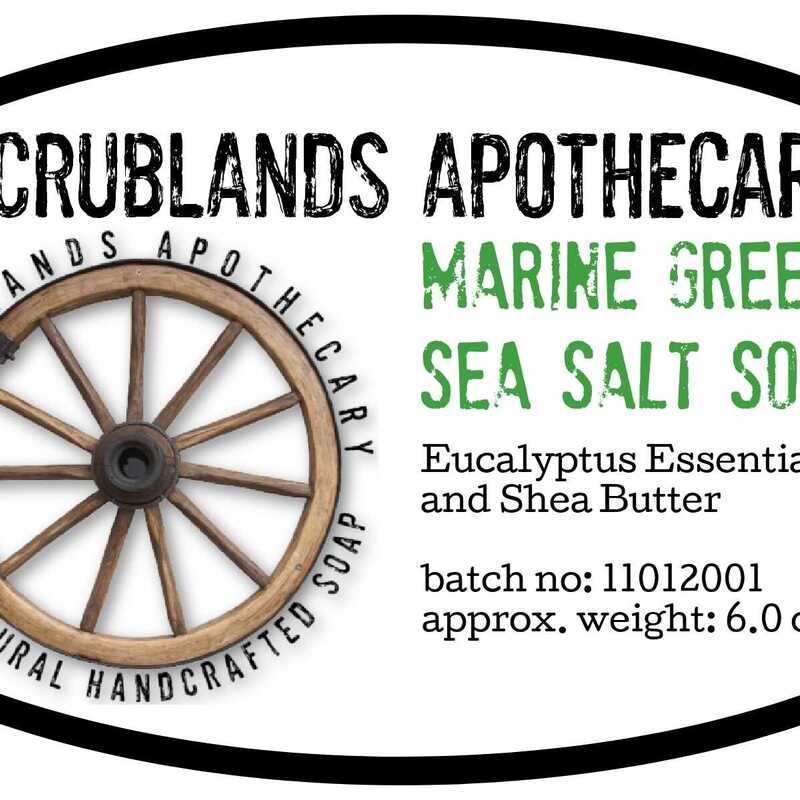 CRUBLANDS APOTHECAR
LANDS APOTHECARY
URAL HANDCRAFTED SOAP
MARINE GREE
SEA SALT SO
Eucalyptus Essentia
and Shea Butter
batch no: 11012001
approx. weight: 6.0 o